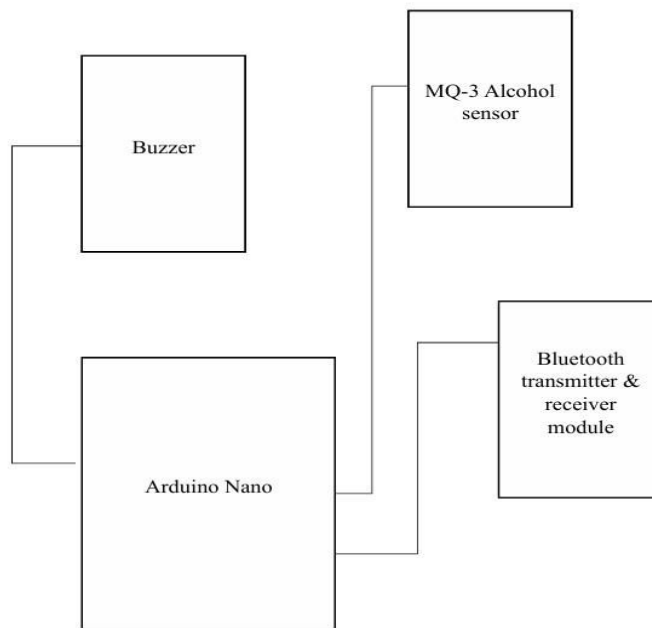 Buzzer
MQ-3 Alcohol
sensor
Bluetooth
transmitter &
receiver
module
Arduino Nano